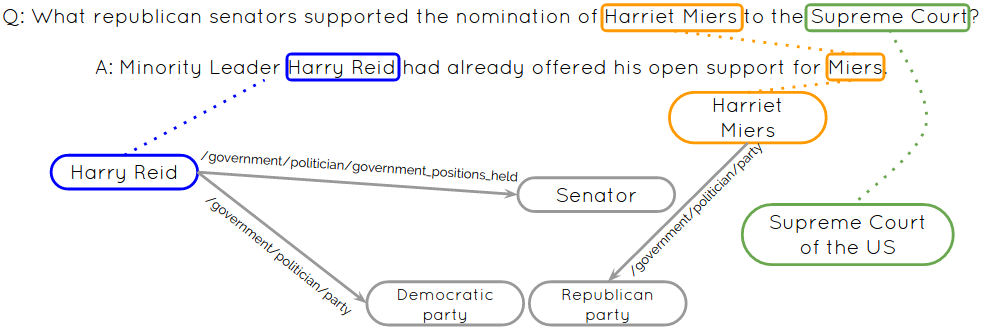 Q: What republican senators supported the nomination of Harriet Miers to the Supreme Court?
A: Minority Leader Harry Reid had already offered his open support for Miers.
Harriet
Miers
/government/politician/government_positions_held
Harry Reid
Senator
/government/politician/party
/government/politician/party
Supreme Court
of the US
Democratic
party
Republican
party